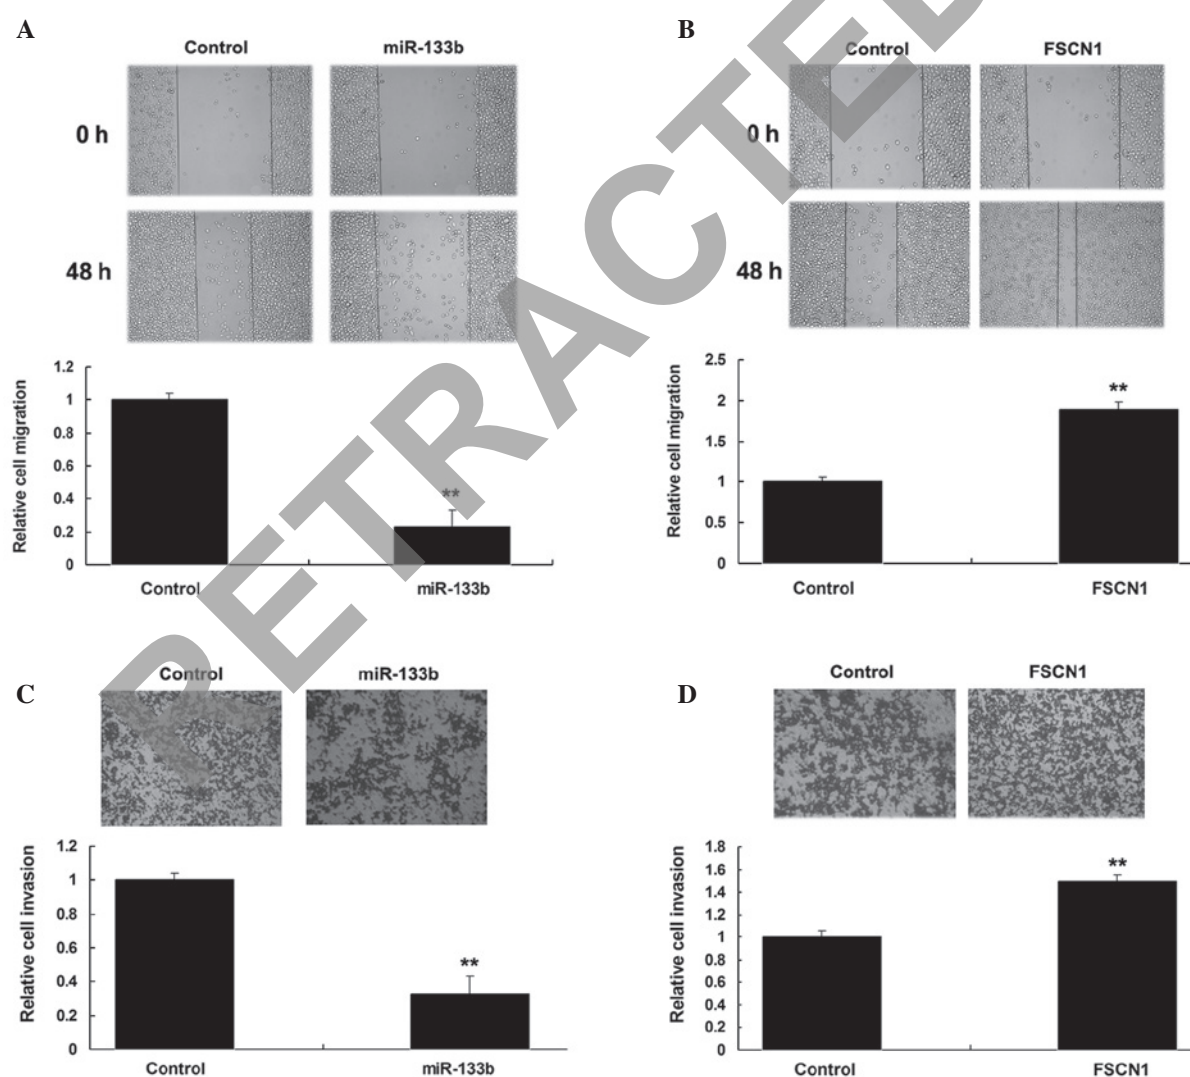 A
Control
miR-133b
0 h
48 h
Relative cell migration
1.2
1
0.8
0.6
0.4
0.2
0
**
Control
miR-133b
B
Control
FSCN1
0 h
48 h
Relative cell migration
2.5
2
1.5
1
0.5
0
**
Control
FSCN1
C
Control
miR-133b
Relative cell invasion
1.2
1
0.8
0.6
0.4
0.2
0
**
Control
miR-133b
D
Control
FSCN1
Relative cell invasion
1.8
1.6
1.4
1.2
1
0.8
0.6
0.4
0.2
0
**
Control
FSCN1
RETRACTED